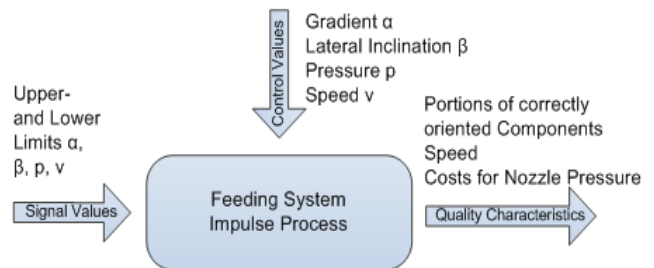 Gradient α
Lateral Inclination β
Pressure p
Speed v
Control Values
Upper-
and Lower
Limits α,
β, p, v
Signal Values
Feeding System
Impulse Process
Portions of correctly
oriented Components
Speed
Costs for Nozzle Pressure
Quality Characteristics